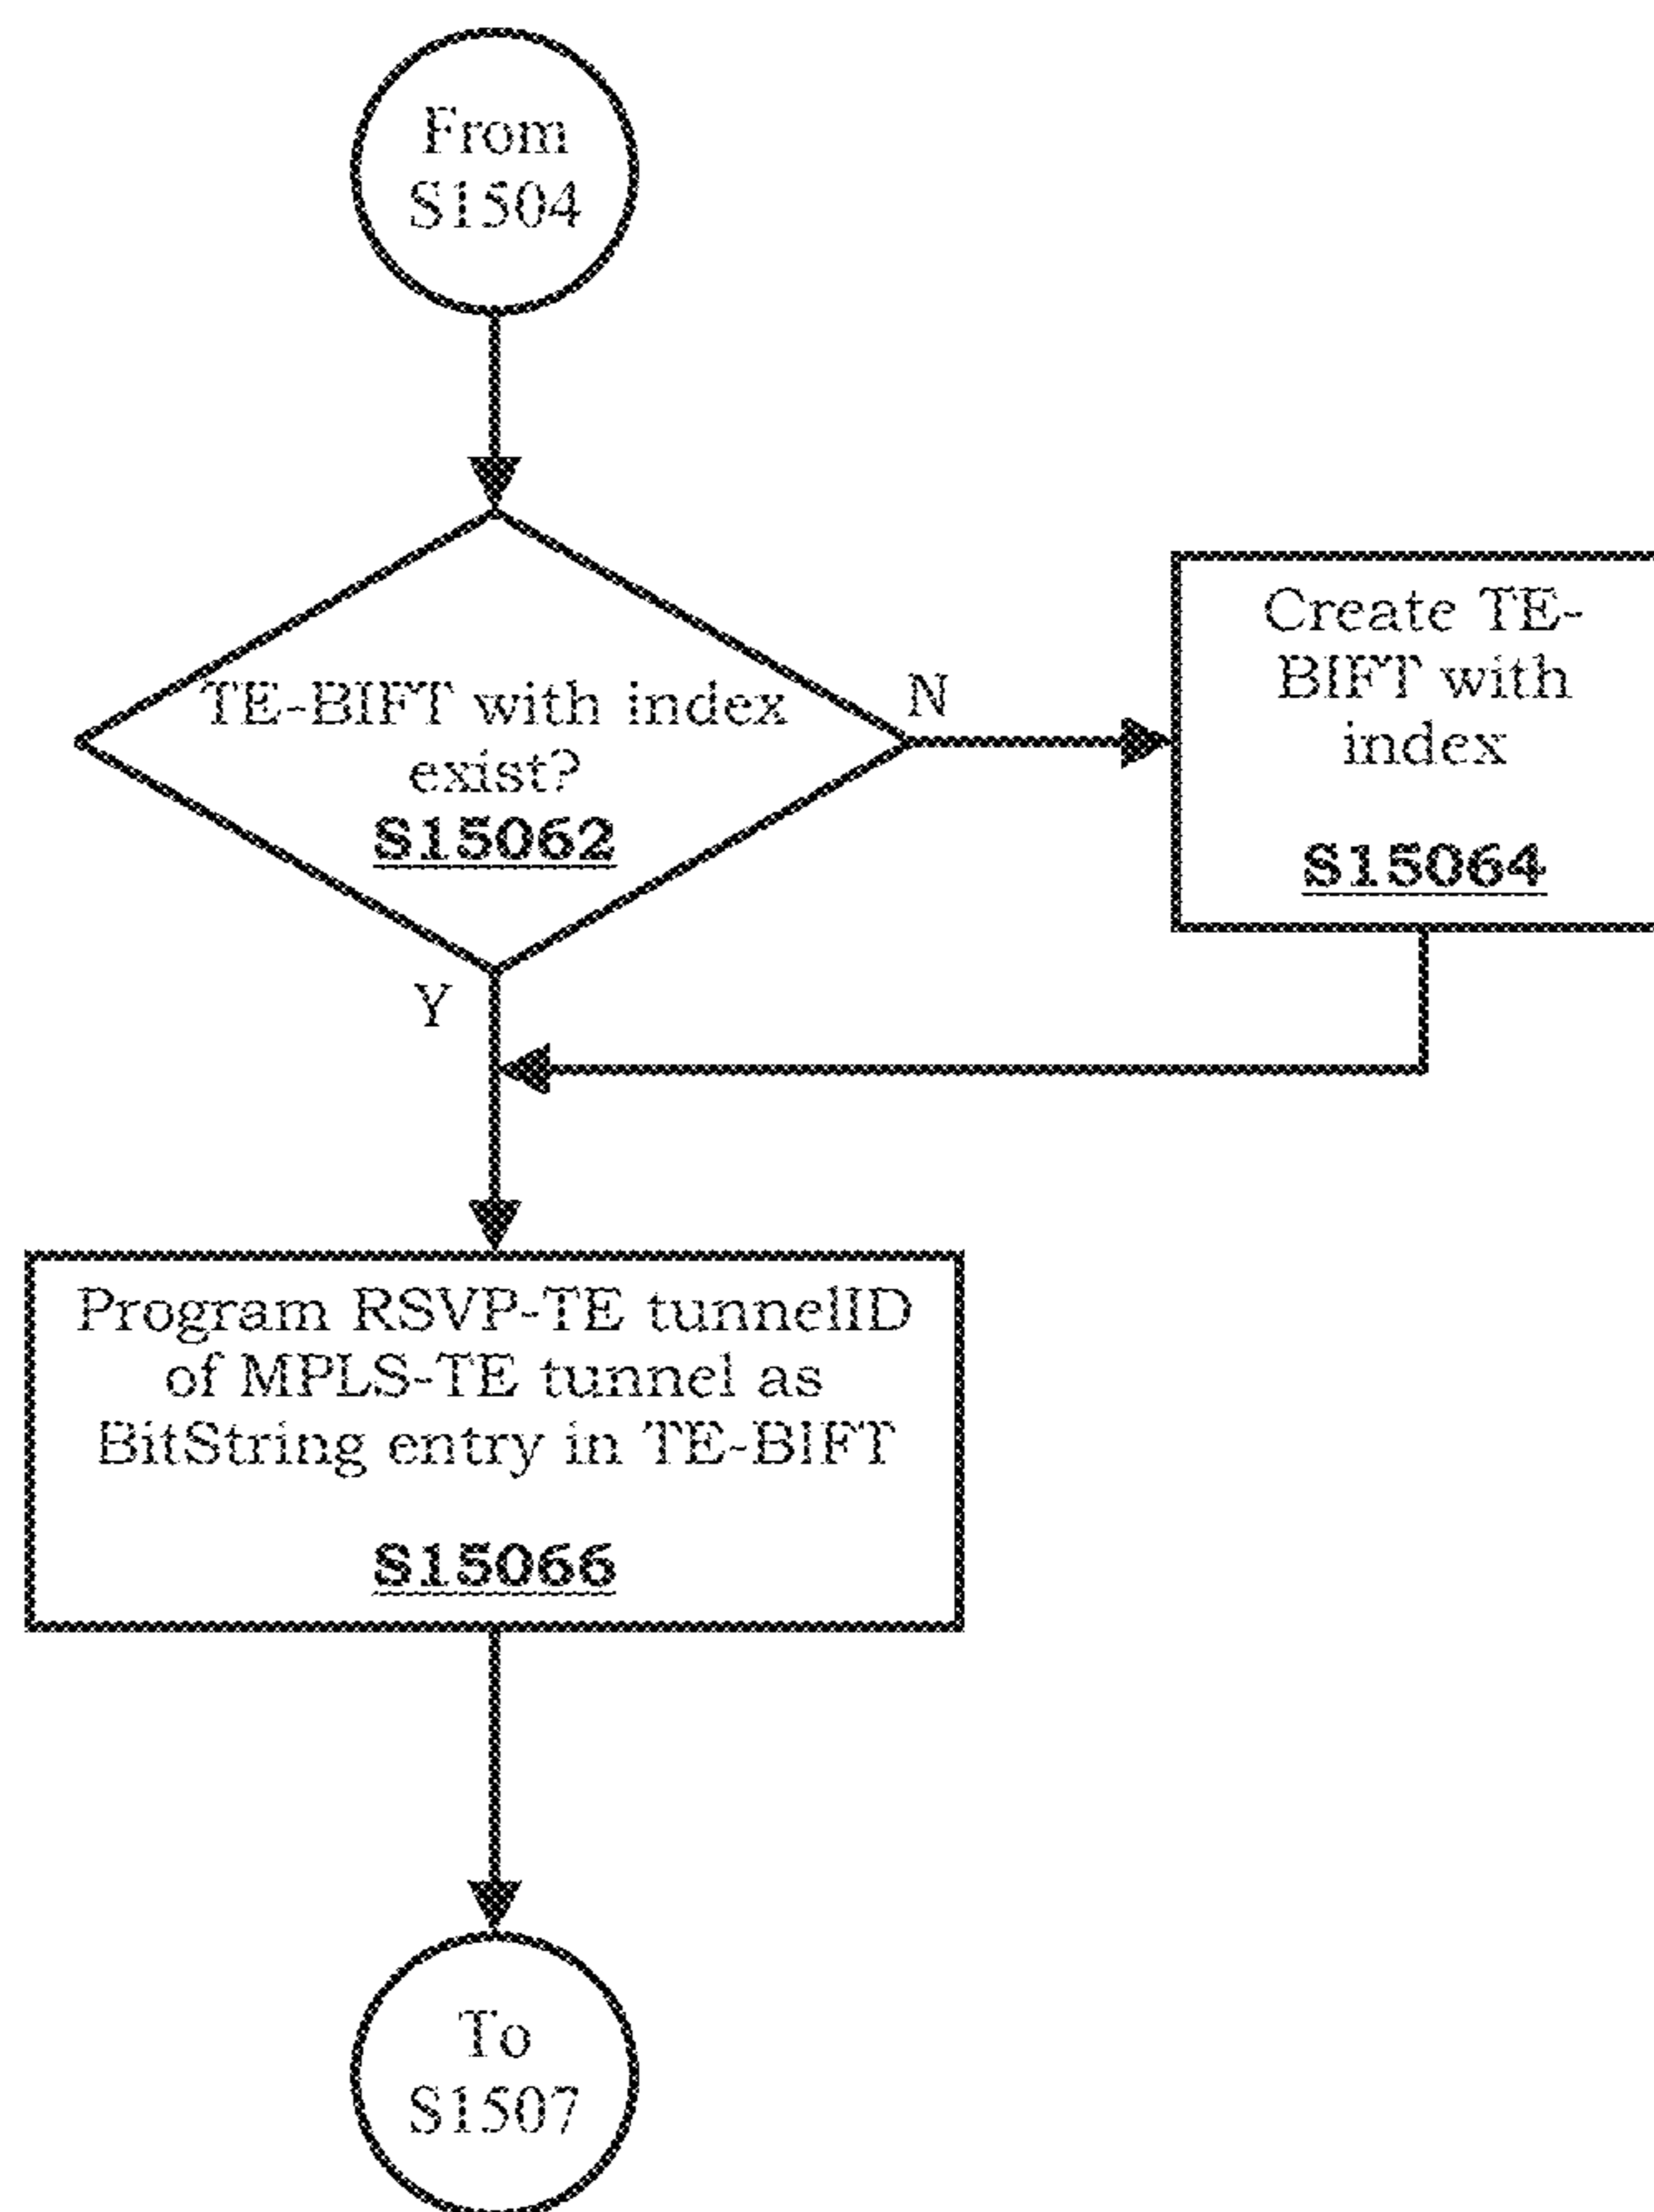 From
S1504
TE-BIFT with index
exist?
S15062
N
Create TE-
BIFT with
index
S15064
Y
Program RSVP-TE tunnelID
of MPLS-TE tunnel as
BitString entry in TE-BIFT
S15066
To
S1507